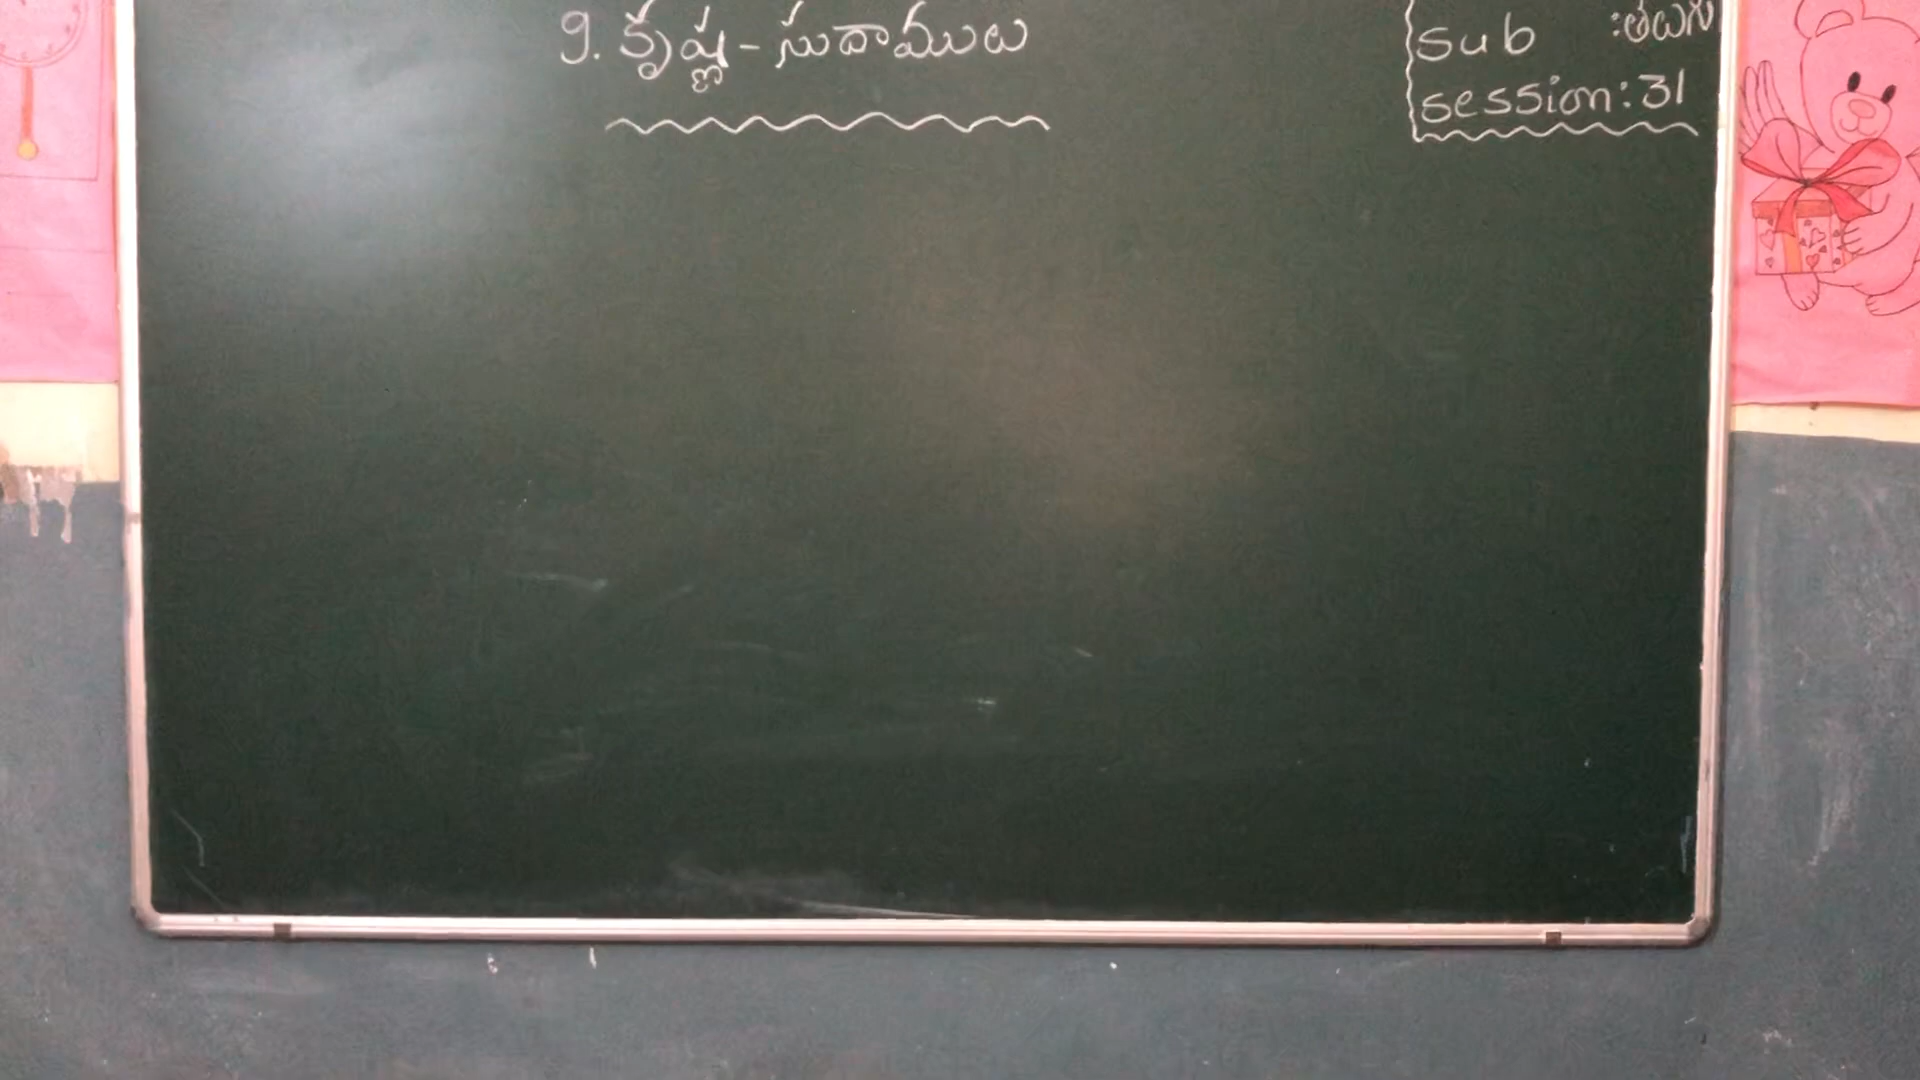 9. కృష్ణ - సుదాములు
sub : తెలుగు
session : 31